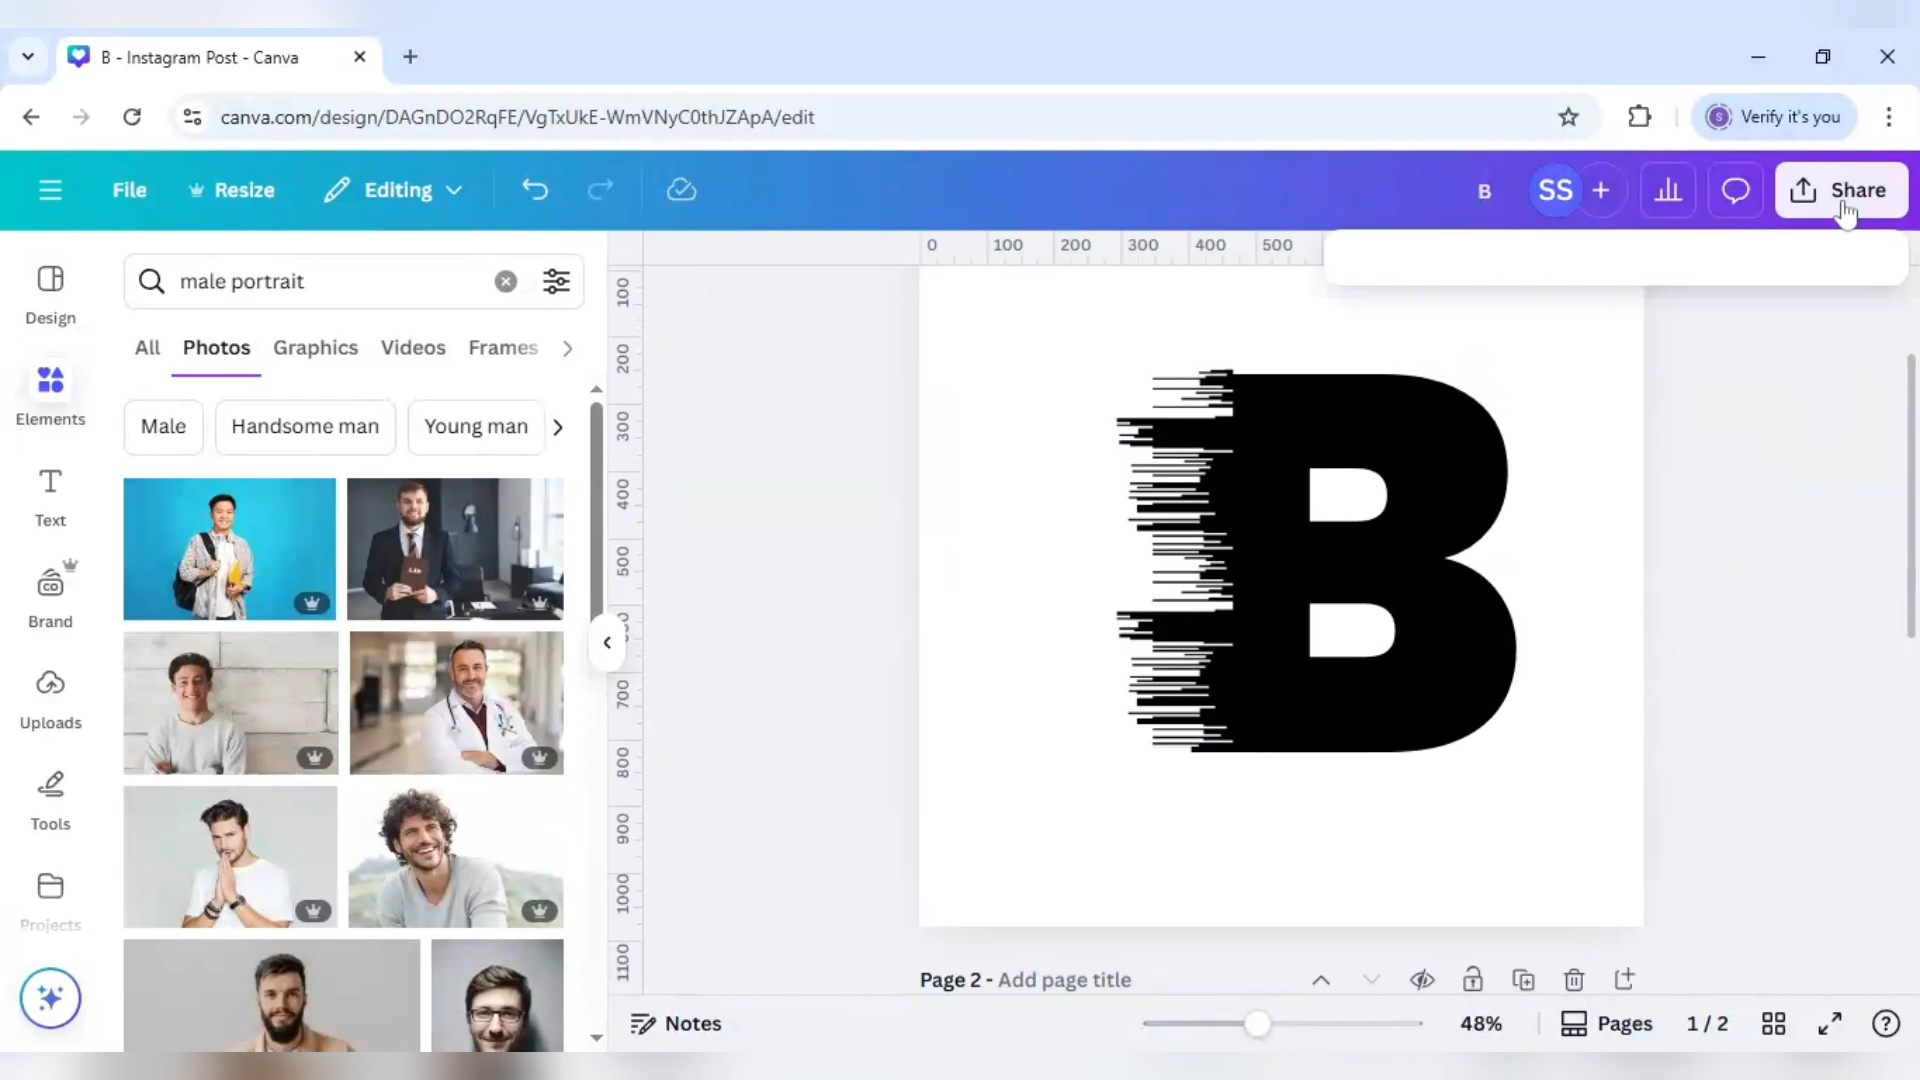 B - Instagram Post - Canva
canva.com/design/DAGnDO2RqFE/VgTxUkE-WmVNyC0thJZApA/edit
Verify it's you
File
Resize
Editing
B
SS
Share
0 100 200 300 400 500
Design
Elements
Text
Brand
Uploads
Tools
Projects
male portrait
All
Photos
Graphics
Videos
Frames
Male
Handsome man
Young man
LAW
100
200
300
400
500
700
800
900
1000
1100
B
Page 2 - Add page title
Notes
48%
Pages
1 / 2